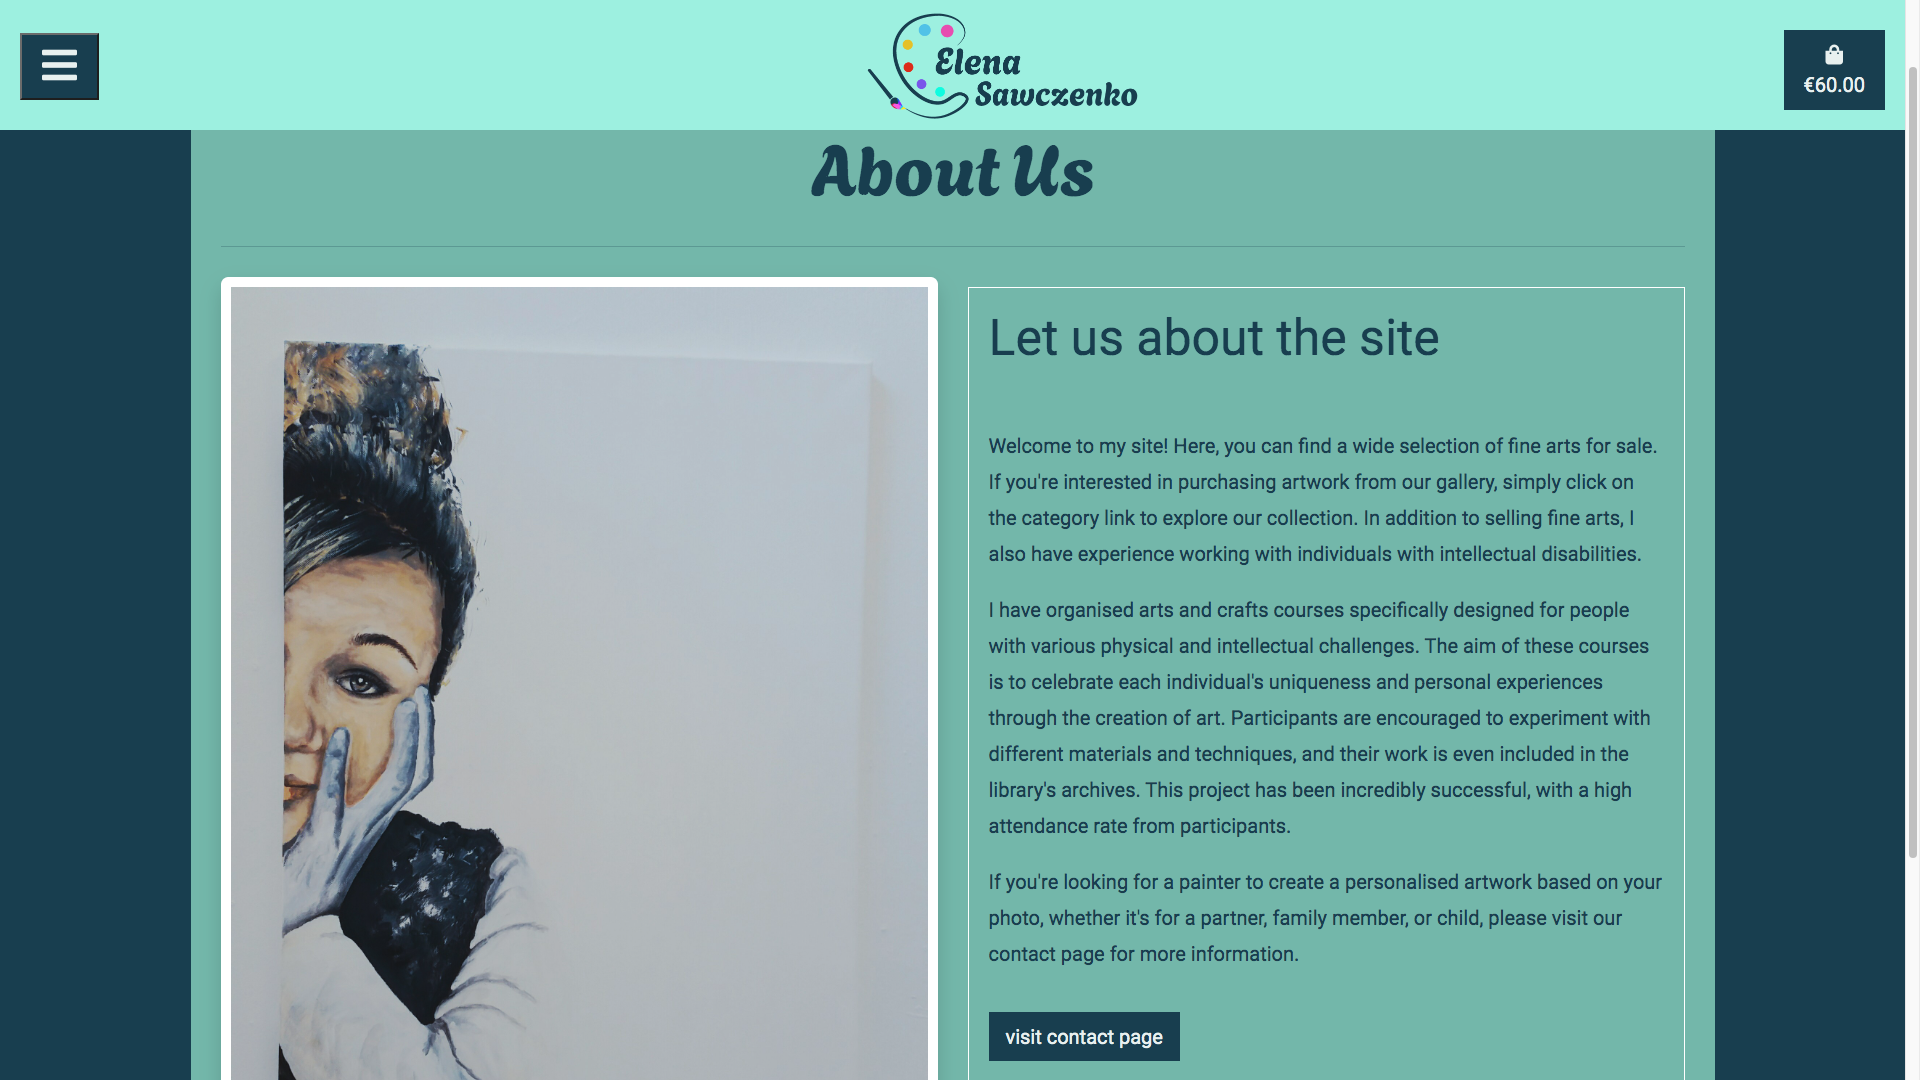 Elena
Sawczenko
€60.00
About Us
Let us about the site
Welcome to my site! Here, you can find a wide selection of fine arts for sale.
If you're interested in purchasing artwork from our gallery, simply click on
the category link to explore our collection. In addition to selling fine arts, I
also have experience working with individuals with intellectual disabilities.
I have organised arts and crafts courses specifically designed for people
with various physical and intellectual challenges. The aim of these courses
is to celebrate each individual's uniqueness and personal experiences
through the creation of art. Participants are encouraged to experiment with
different materials and techniques, and their work is even included in the
library's archives. This project has been incredibly successful, with a high
attendance rate from participants.
If you're looking for a painter to create a personalised artwork based on your
photo, whether it's for a partner, family member, or child, please visit our
contact page for more information.
visit contact page